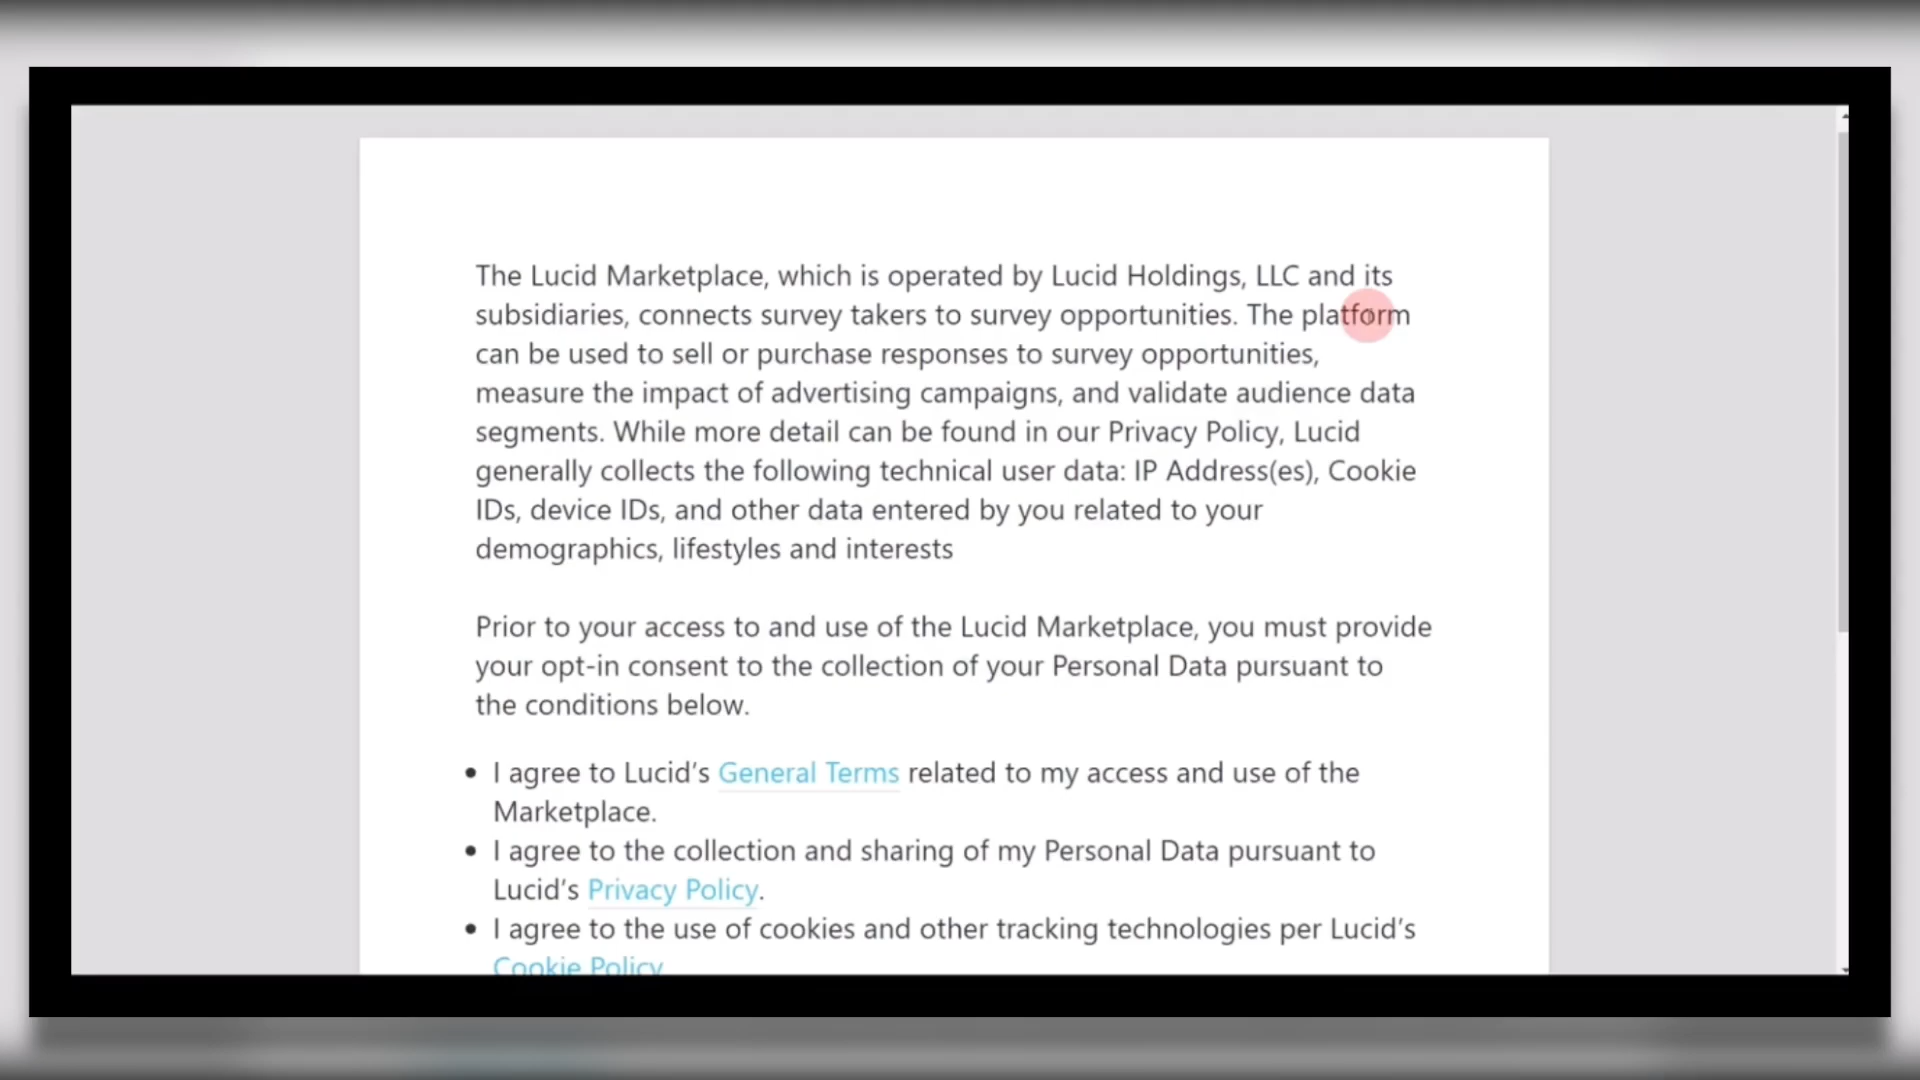 The Lucid Marketplace, which is operated by Lucid Holdings, LLC and its
subsidiaries, connects survey takers to survey opportunities. The platform
can be used to sell or purchase responses to survey opportunities,
measure the impact of advertising campaigns, and validate audience data
segments. While more detail can be found in our Privacy Policy, Lucid
generally collects the following technical user data: IP Address(es), Cookie
IDs, device IDs, and other data entered by you related to your
demographics, lifestyles and interests
Prior to your access to and use of the Lucid Marketplace, you must provide
your opt-in consent to the collection of your Personal Data pursuant to
the conditions below.
• I agree to Lucid’s General Terms related to my access and use of the
Marketplace.
• I agree to the collection and sharing of my Personal Data pursuant to
Lucid’s Privacy Policy.
• I agree to the use of cookies and other tracking technologies per Lucid’s
Cookie Policy